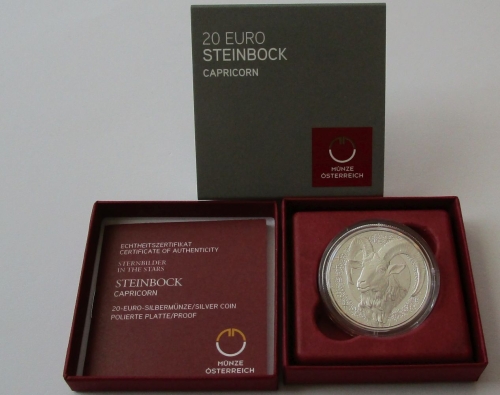 20 EURO
STEINBOCK
CAPRICORN
MÜNZE
ÖSTERREICH
ECHTHEITSZERTIFIKAT
CERTIFICATE OF AUTHENTICITY
STERNBILDER
IN THE STARS
STEINBOCK
CAPRICORN
20-EURO-SILBERMÜNZE/SILVER COIN
POLIERTE PLATTE/PROOF
MÜNZE
ÖSTERREICH